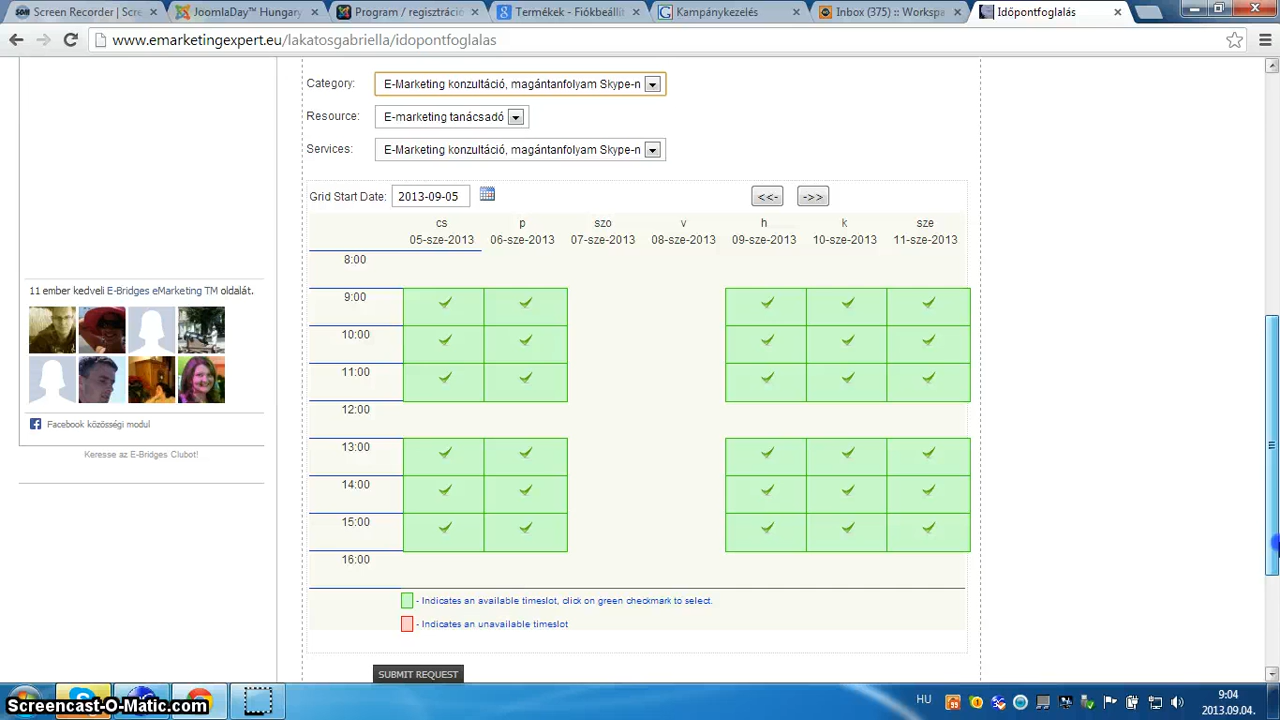 Screen Recorder | Scre
JoomlaDay™ Hungary
Program / regisztráció
Termékek - Fiókbeállít
Kampánykezelés
Inbox (375) :: Workspa
Időpontfoglalás
www.emarketingexpert.eu/lakatosgabriella/idopontfoglalas
Category: E-Marketing konzultáció, magántanfolyam Skype-n
Resource: E-marketing tanácsadó
Services: E-Marketing konzultáció, magántanfolyam Skype-n
Grid Start Date: 2013-09-05 <<- ->>
cs p szo v h k sze
05-sze-2013 06-sze-2013 07-sze-2013 08-sze-2013 09-sze-2013 10-sze-2013 11-sze-2013
8:00
9:00
10:00
11:00
12:00
13:00
14:00
15:00
16:00
- Indicates an available timeslot, click on green checkmark to select.
- Indicates an unavailable timeslot
SUBMIT REQUEST
11 ember kedveli E-Bridges eMarketing TM oldalát.
Facebook közösségi modul
Keresse az E-Bridges Clubot!
Screencast-O-Matic.com
HU
9:04
2013.09.04.